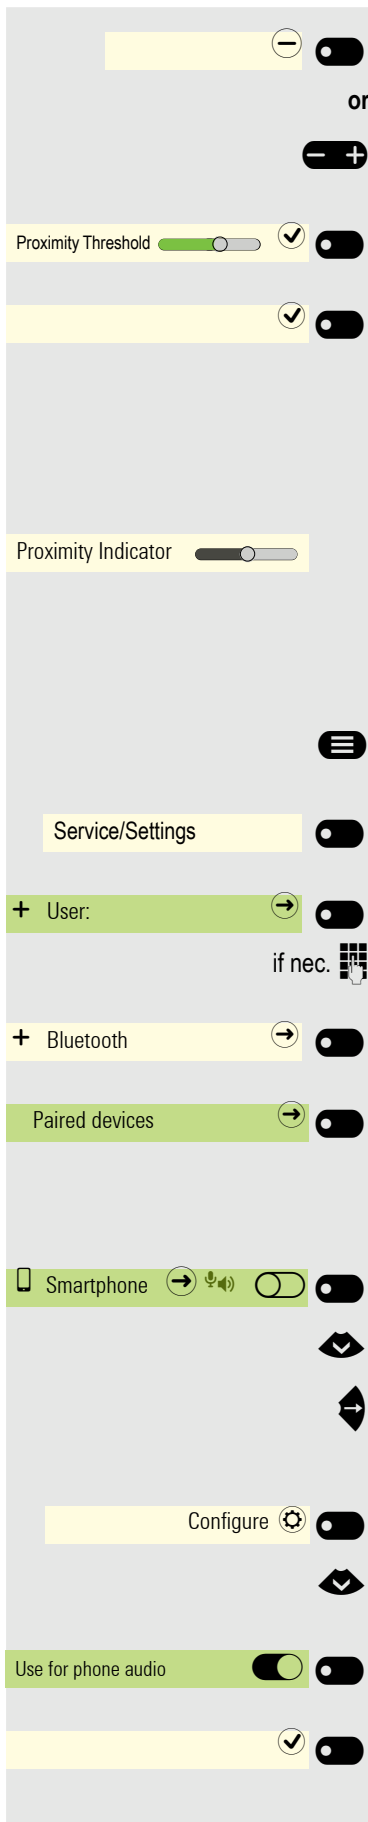 or
Proximity Threshold
Proximity Indicator
Service/Settings
+ User:
if nec.
+ Bluetooth
Paired devices
Smartphone
Configure
Use for phone audio